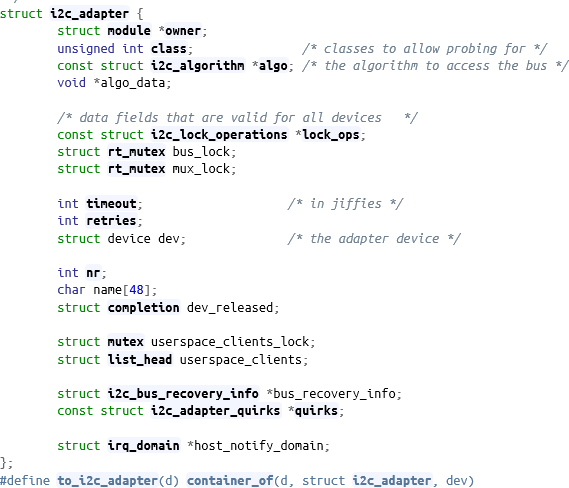 struct i2c_adapter {
struct module *owner;
unsigned int class; /* classes to allow probing for */
const struct i2c_algorithm *algo; /* the algorithm to access the bus */
void *algo_data;
/* data fields that are valid for all devices */
const struct i2c_lock_operations *lock_ops;
struct rt_mutex bus_lock;
struct rt_mutex mux_lock;
int timeout; /* in jiffies */
int retries;
struct device dev; /* the adapter device */
int nr;
char name[48];
struct completion dev_released;
struct mutex userspace_clients_lock;
struct list_head userspace_clients;
struct i2c_bus_recovery_info *bus_recovery_info;
const struct i2c_adapter_quirks *quirks;
struct irq_domain *host_notify_domain;
};
#define to_i2c_adapter(d) container_of(d, struct i2c_adapter, dev)